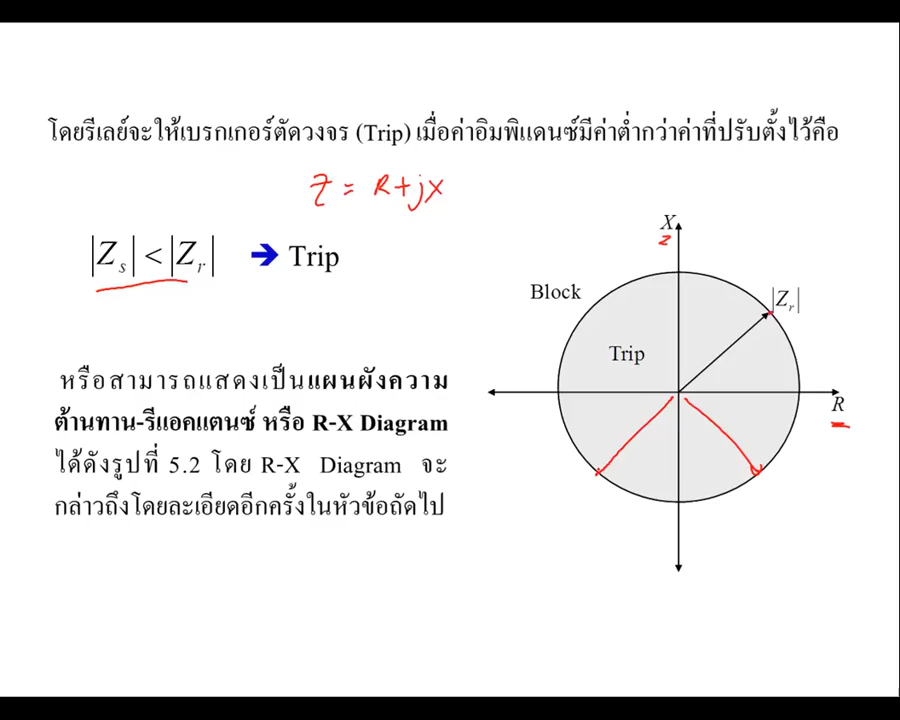 โดยรีเลย์จะให้เบรกเกอร์ตัดวงจร (Trip) เมื่อค่าอิมพิแดนซ์มีค่าต่ำกว่าค่าที่ปรับตั้งไว้คือ
Z = R+jX
|Zs| < |Zr| ➔ Trip
หรือสามารถแสดงเป็นแผนผังความ
ต้านทาน-รีแอคแตนซ์ หรือ R-X Diagram
ได้ดังรูปที่ 5.2 โดย R-X Diagram จะ
กล่าวถึงโดยละเอียดอีกครั้งในหัวข้อถัดไป
X
Block
|Zr|
Trip
R